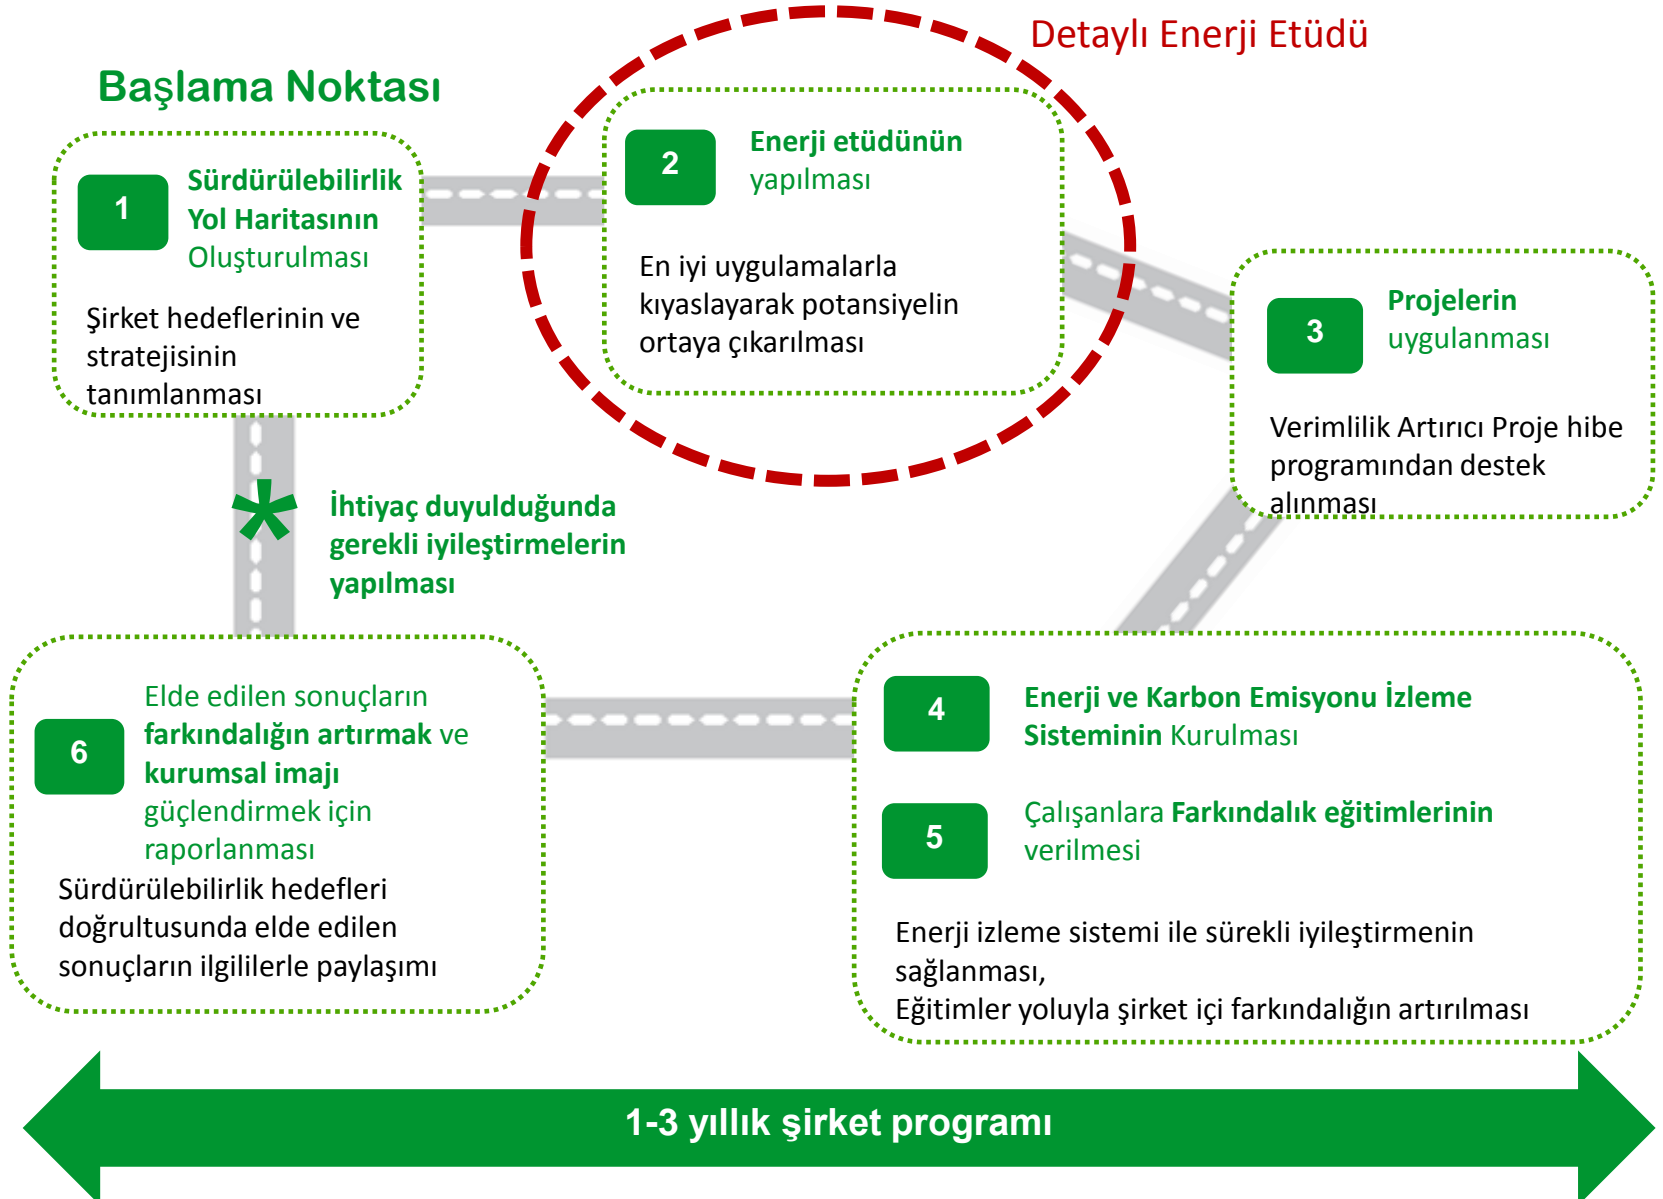 Detaylı Enerji Etüdü
Başlama Noktası
1
Sürdürülebilirlik
Yol Haritasının
Oluşturulması
Şirket hedeflerinin ve
stratejisinin
tanımlanması
2
Enerji etüdünün
yapılması
En iyi uygulamalarla
kıyaslayarak potansiyelin
ortaya çıkarılması
3
Projelerin
uygulanması
Verimlilik Artırıcı Proje hibe
programından destek
alınması
*
İhtiyaç duyulduğunda
gerekli iyileştirmelerin
yapılması
4
Enerji ve Karbon Emisyonu İzleme
Sisteminin Kurulması
5
Çalışanlara Farkındalık eğitimlerinin
verilmesi
Enerji izleme sistemi ile sürekli iyileştirmenin
sağlanması,
Eğitimler yoluyla şirket içi farkındalığın artırılması
6
Elde edilen sonuçların
farkındalığın artırmak ve
kurumsal imajı
güçlendirmek için
raporlanması
Sürdürülebilirlik hedefleri
doğrultusunda elde edilen
sonuçların ilgililerle paylaşımı
1-3 yıllık şirket programı